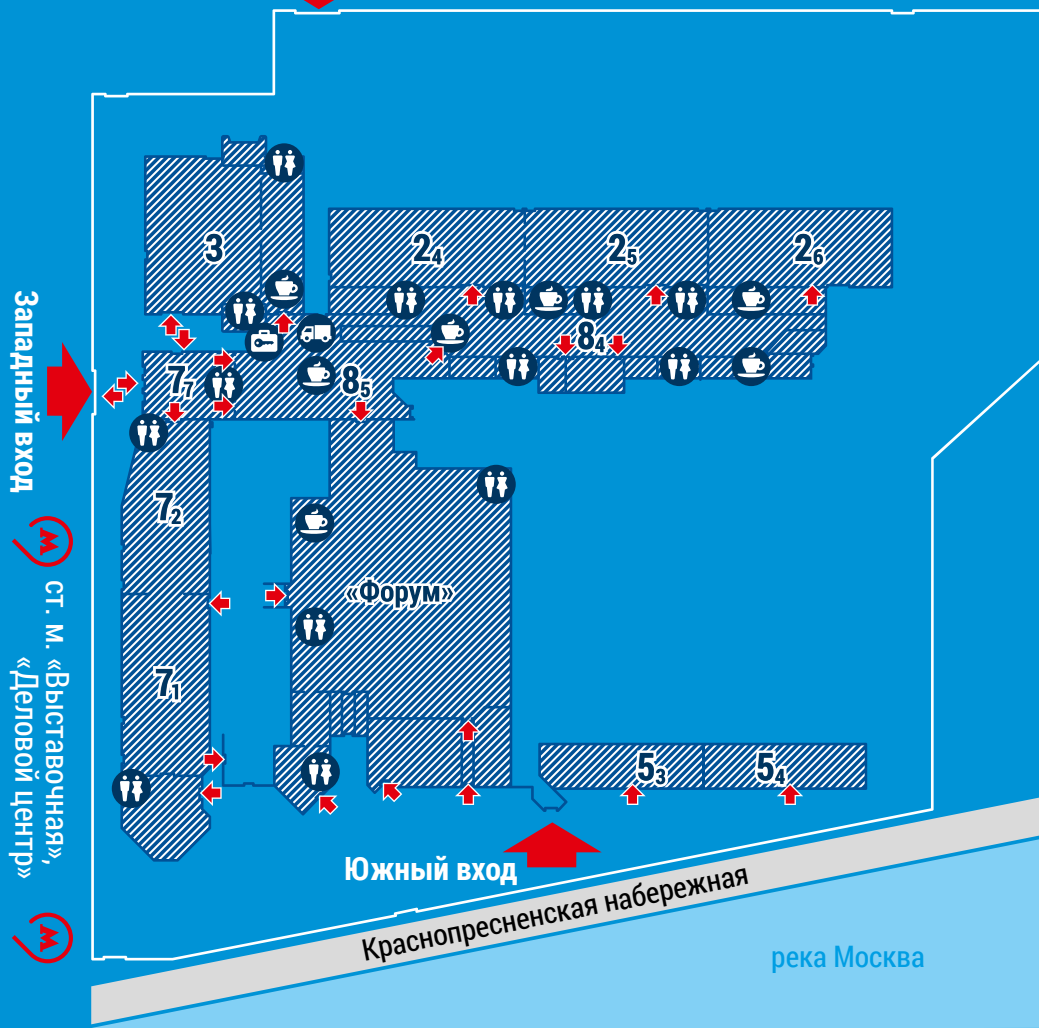 3
2₄
2₅
2₆
8₄
7₇
8₅
Западный вход
7₂
М
ст. м. «Выставочная»,
«Деловой центр»
М
«Форум»
7₁
5₃
5₄
Южный вход
Краснопресненская набережная
река Москва